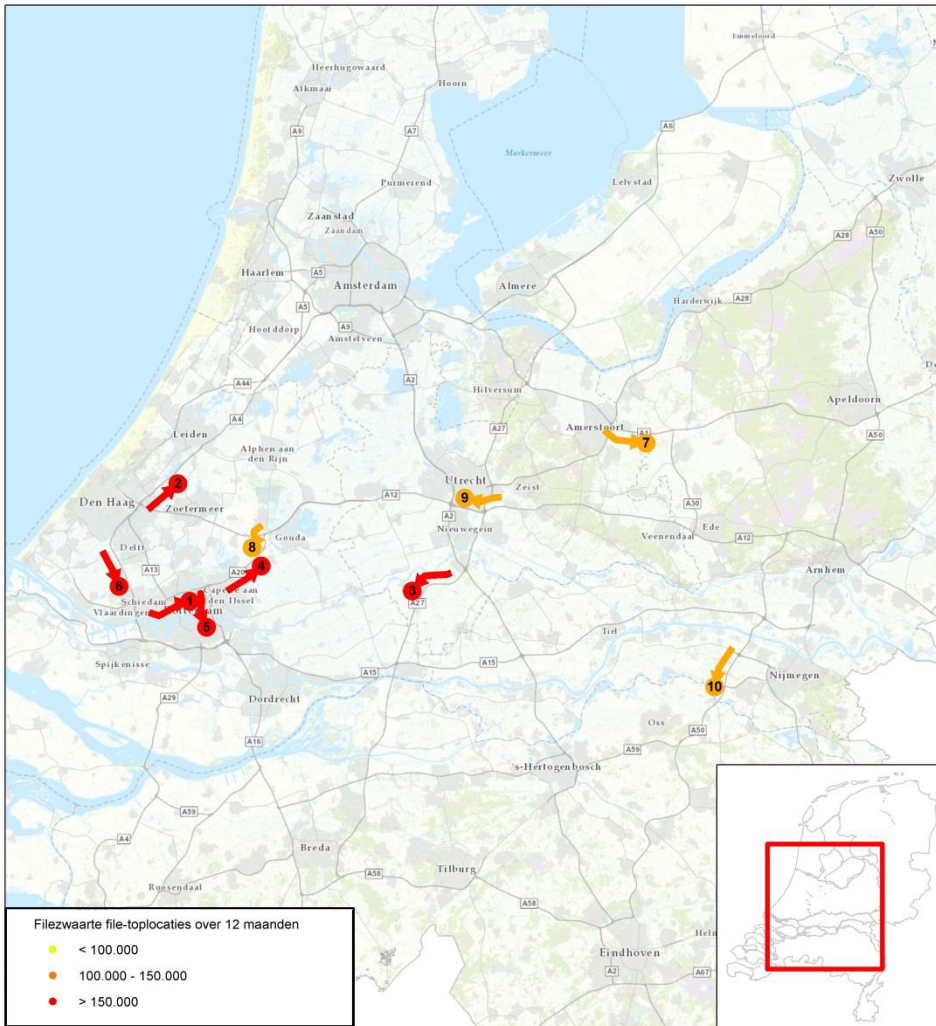 Emmeloord
Heerhugowaard
Alkmaar
Hoorn
A9
A7
A6
Markermeer
Purmerend
Lelystad
Zwolle
Zaanstad
Zaandam
A28
A50
Haarlem
A5
Amsterdam
Almere
Harderwijk
A28
A5
Hoofddorp
A9
Amstelveen
A44
A2
Hilversum
Apeldoorn
A4
A27
Amersfoort
A1
7
A50
Leiden
Alphen aan
den Rijn
2
Utrecht
Zeist
Den Haag
Zoetermeer
A12
9
A2
A30
Nieuwegein
Ede
Gouda
Veenendaal
A12
Delft
8
A13
A20
4
Arnhem
6
3
Schiedam
Capelle aan
den IJssel
1
A27
Vlaardingen
5
Tiel
Spijkenisse
A15
A15
Nijmegen
10
A29
Dordrecht
Oss
A50
A16
A59
's-Hertogenbosch
A59
A4
Breda
Tilburg
A58
Roosendaal
A58
Eindhoven
A2
A67
Filezwaarte file-toplocaties over 12 maanden
< 100.000
100.000 - 150.000
> 150.000